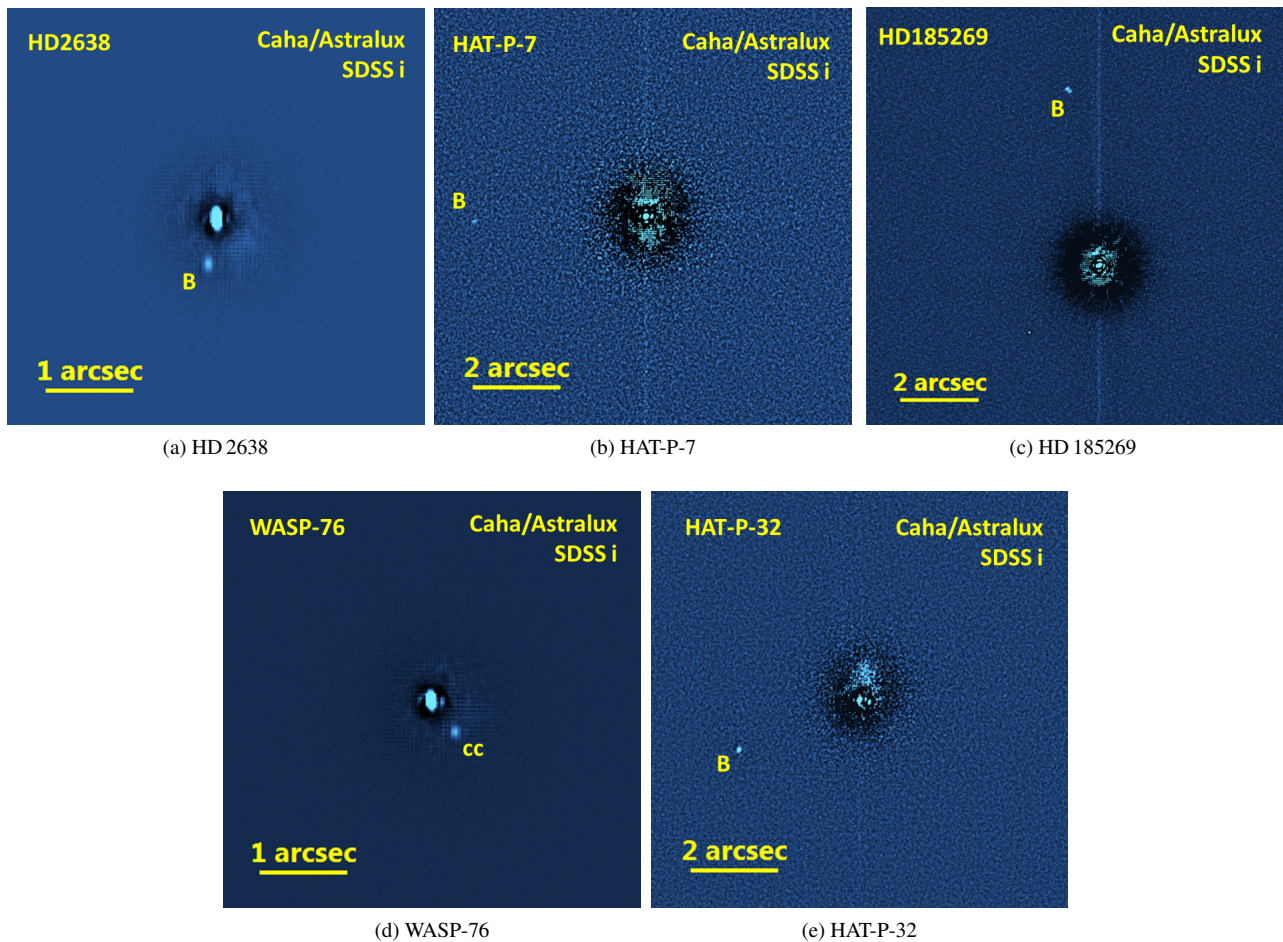 HD2638
Caha/Astralux
SDSS i
B
1 arcsec
(a) HD 2638
HAT-P-7
Caha/Astralux
SDSS i
B
2 arcsec
(b) HAT-P-7
HD185269
Caha/Astralux
SDSS i
B
2 arcsec
(c) HD 185269
WASP-76
Caha/Astralux
SDSS i
cc
1 arcsec
(d) WASP-76
HAT-P-32
Caha/Astralux
SDSS i
B
2 arcsec
(e) HAT-P-32